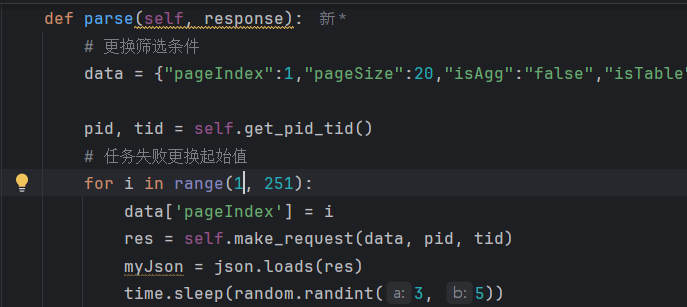 def parse(self, response): 新 *
# 更换筛选条件
data = {"pageIndex":1,"pageSize":20,"isAgg":"false","isTable"
pid, tid = self.get_pid_tid()
# 任务失败更换起始值
for i in range(1, 251):
data['pageIndex'] = i
res = self.make_request(data, pid, tid)
myJson = json.loads(res)
time.sleep(random.randint( a: 3, b: 5))